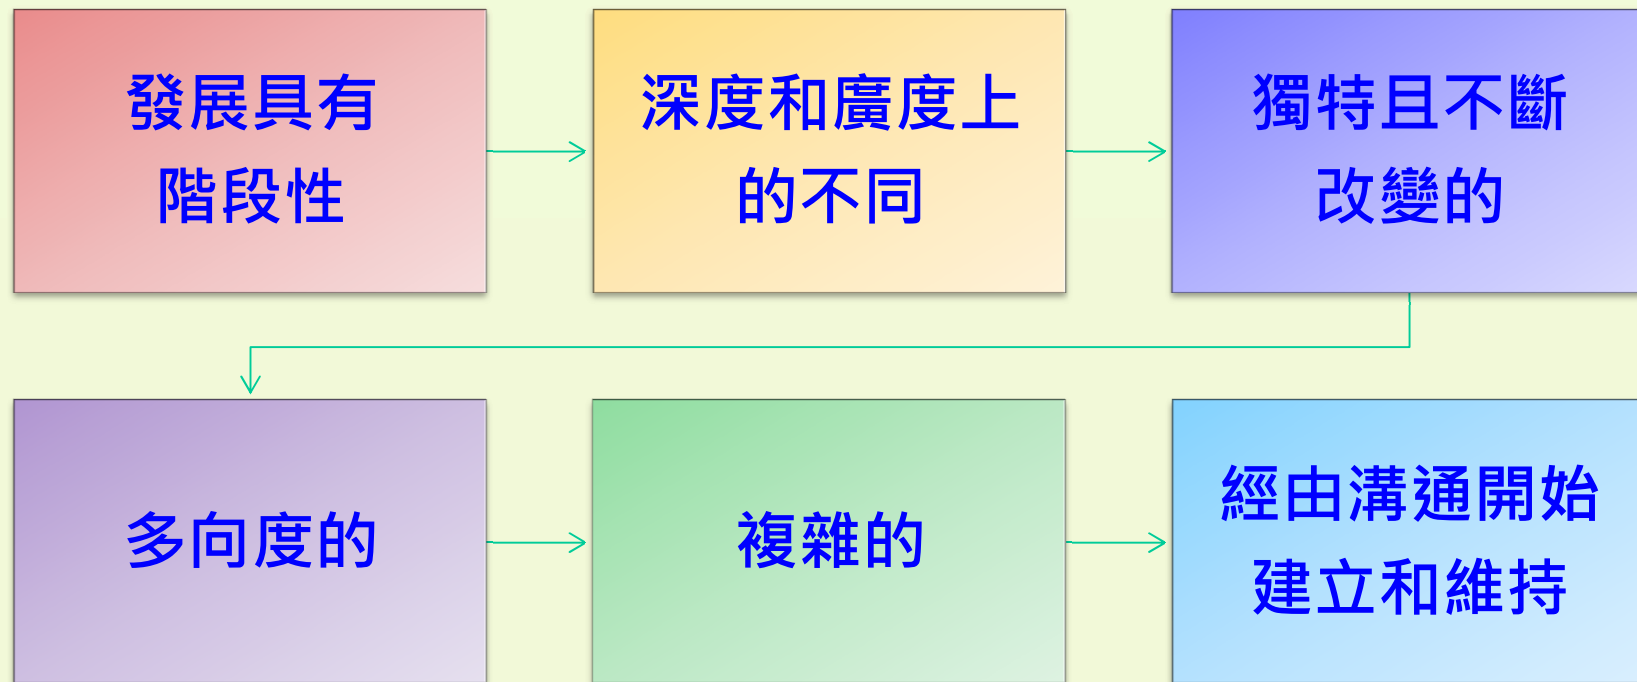 發展具有
階段性
深度和廣度上
的不同
獨特且不斷
改變的
多向度的
複雜的
經由溝通開始
建立和維持